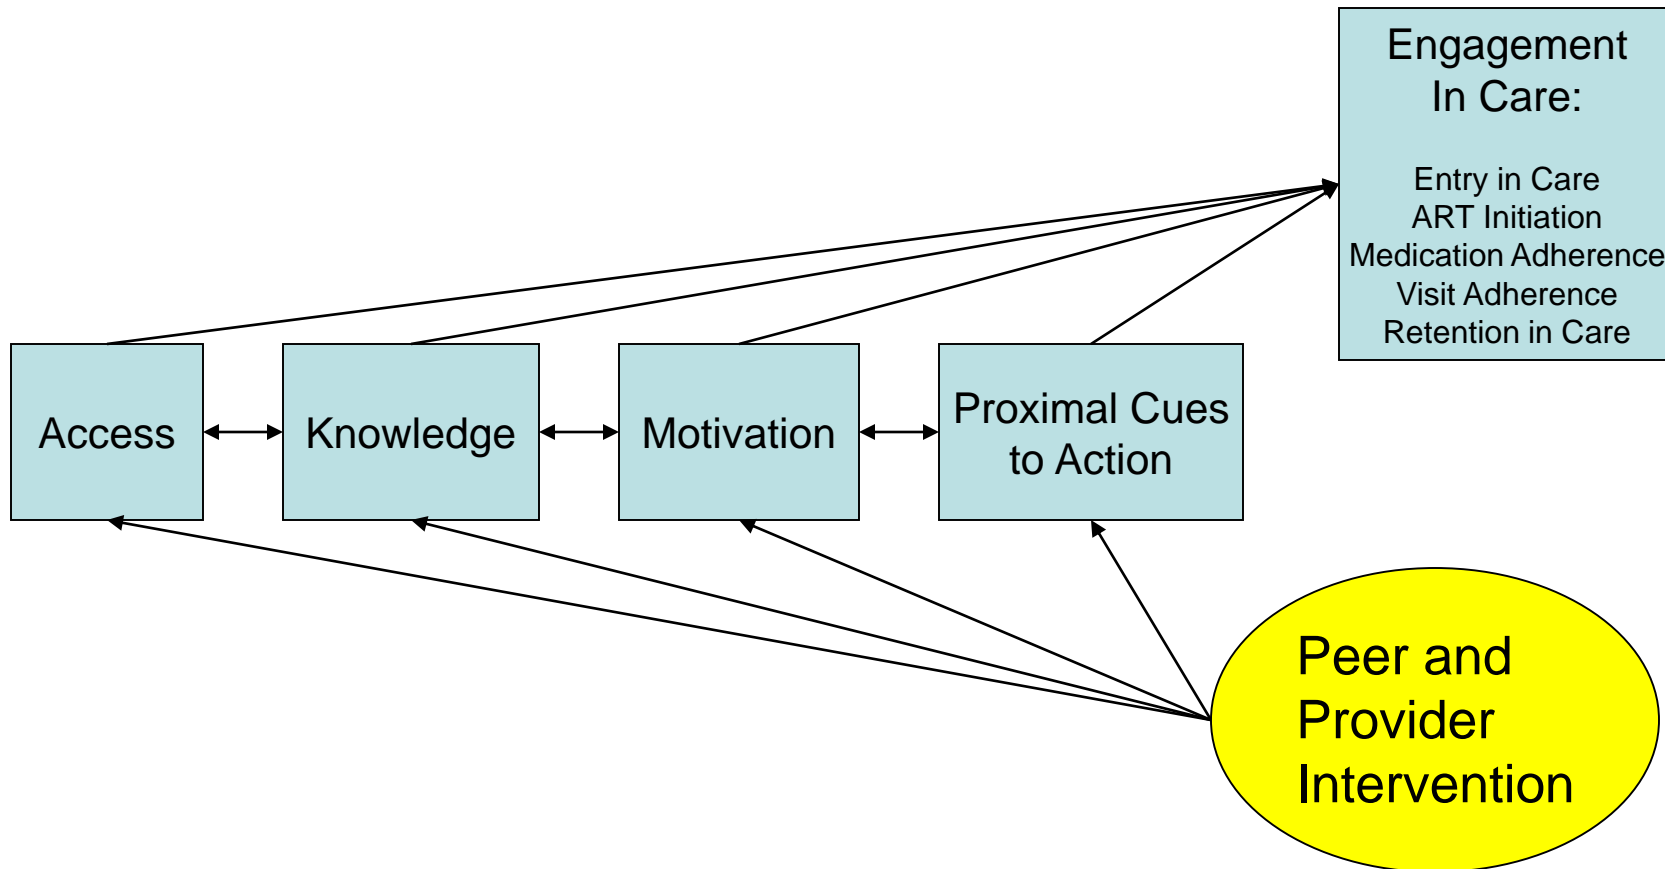 Engagement
In Care:
Entry in Care
ART Initiation
Medication Adherence
Visit Adherence
Retention in Care
Access
Knowledge
Motivation
Proximal Cues
to Action
Peer and
Provider
Intervention